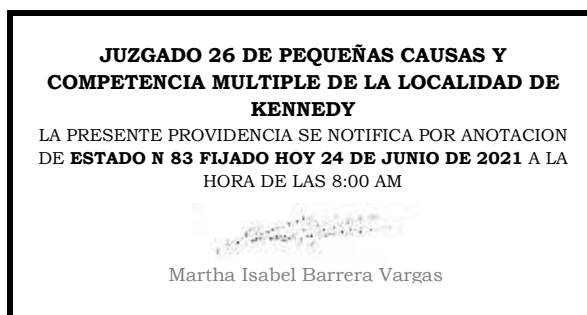 JUZGADO 26 DE PEQUEÑAS CAUSAS Y
COMPETENCIA MULTIPLE DE LA LOCALIDAD DE
KENNEDY
LA PRESENTE PROVIDENCIA SE NOTIFICA POR ANOTACION
DE ESTADO N 83 FIJADO HOY 24 DE JUNIO DE 2021 A LA
HORA DE LAS 8:00 AM
Martha Isabel Barrera Vargas